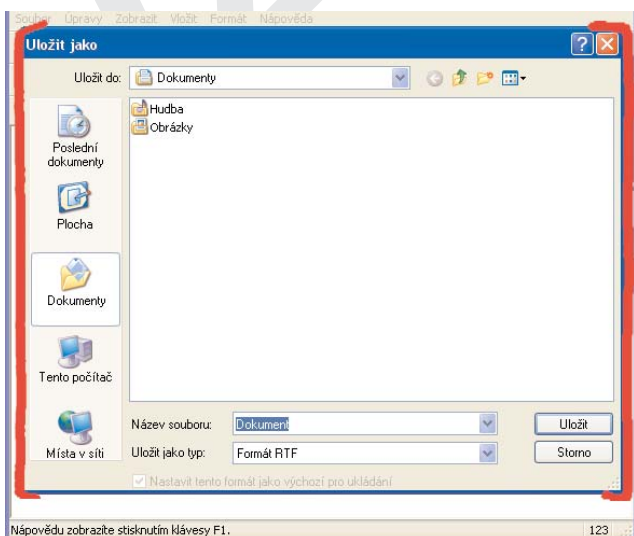 Soubor Úpravy Zobrazit Vložit Formát Nápověda
Uložit jako
Uložit do: Dokumenty
Hudba
Obrázky
Poslední
dokumenty
Plocha
Dokumenty
Tento počítač
Místa v síti
Název souboru: Dokument Uložit
Uložit jako typ: Formát RTF Storno
Nastavit tento formát jako výchozí pro ukládání
Nápovědu zobrazíte stisknutím klávesy F1. 123